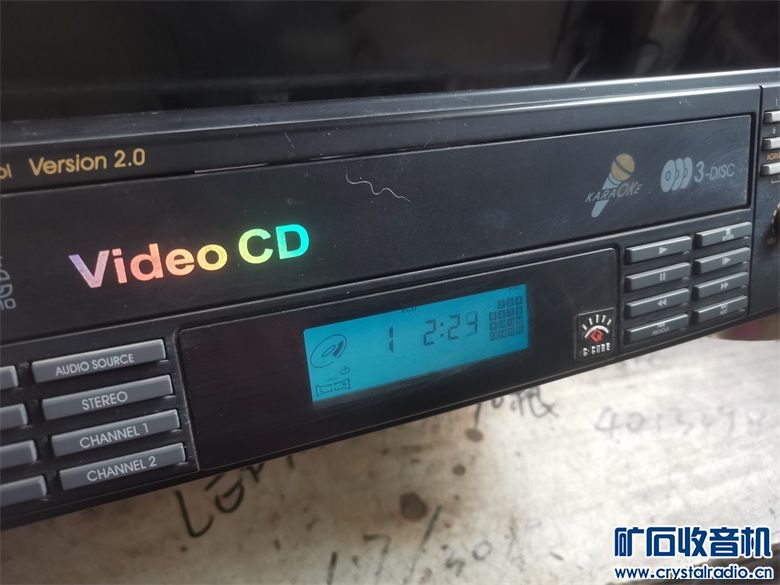 Version 2.0
Video CD
KARAOKE
3-DISC
1 2:29
G-CUBE
AUDIO SOURCE
STEREO
CHANNEL 1
CHANNEL 2
矿石收音机
www.crystalradio.cn